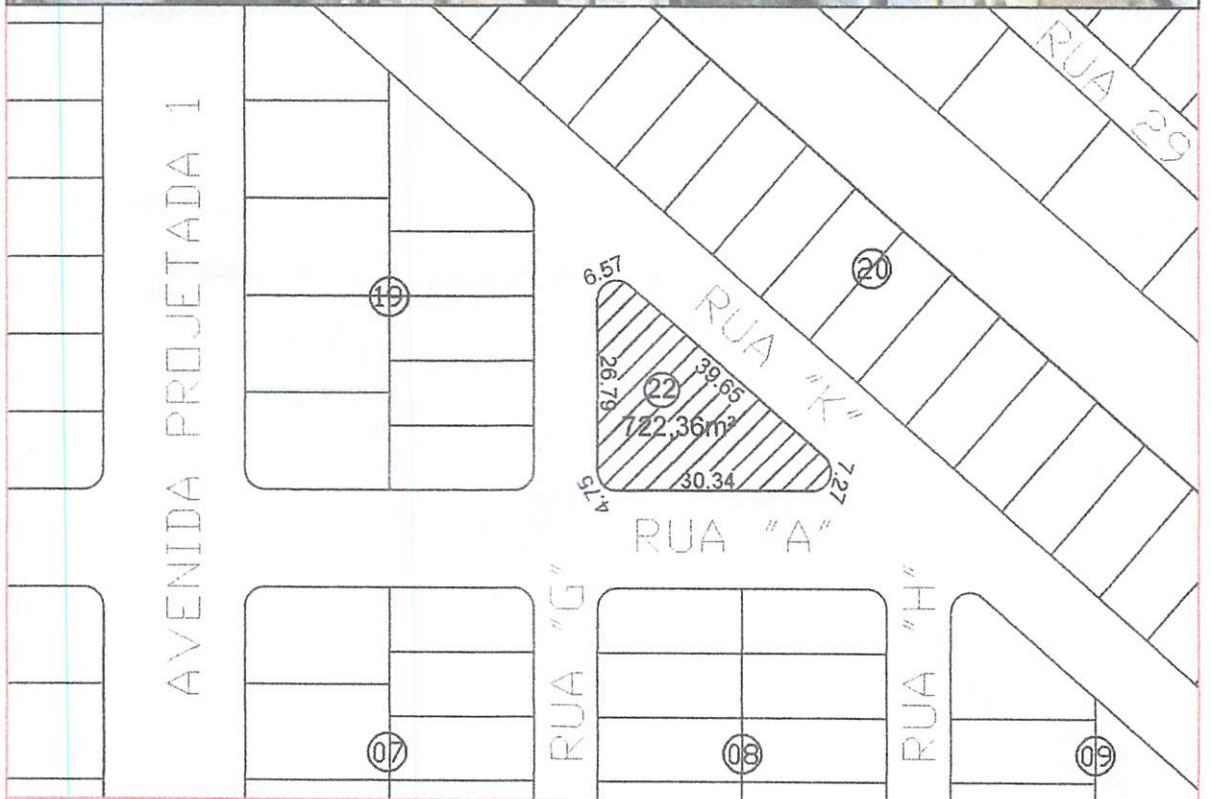 RUA 29
AVENIDA PROJETADA 1
20
6.57
19
RUA "K"
26.79
39.65
22
722,36m²
7.27
30.34
4.75
RUA "A"
RUA "G"
RUA "H"
07
08
09